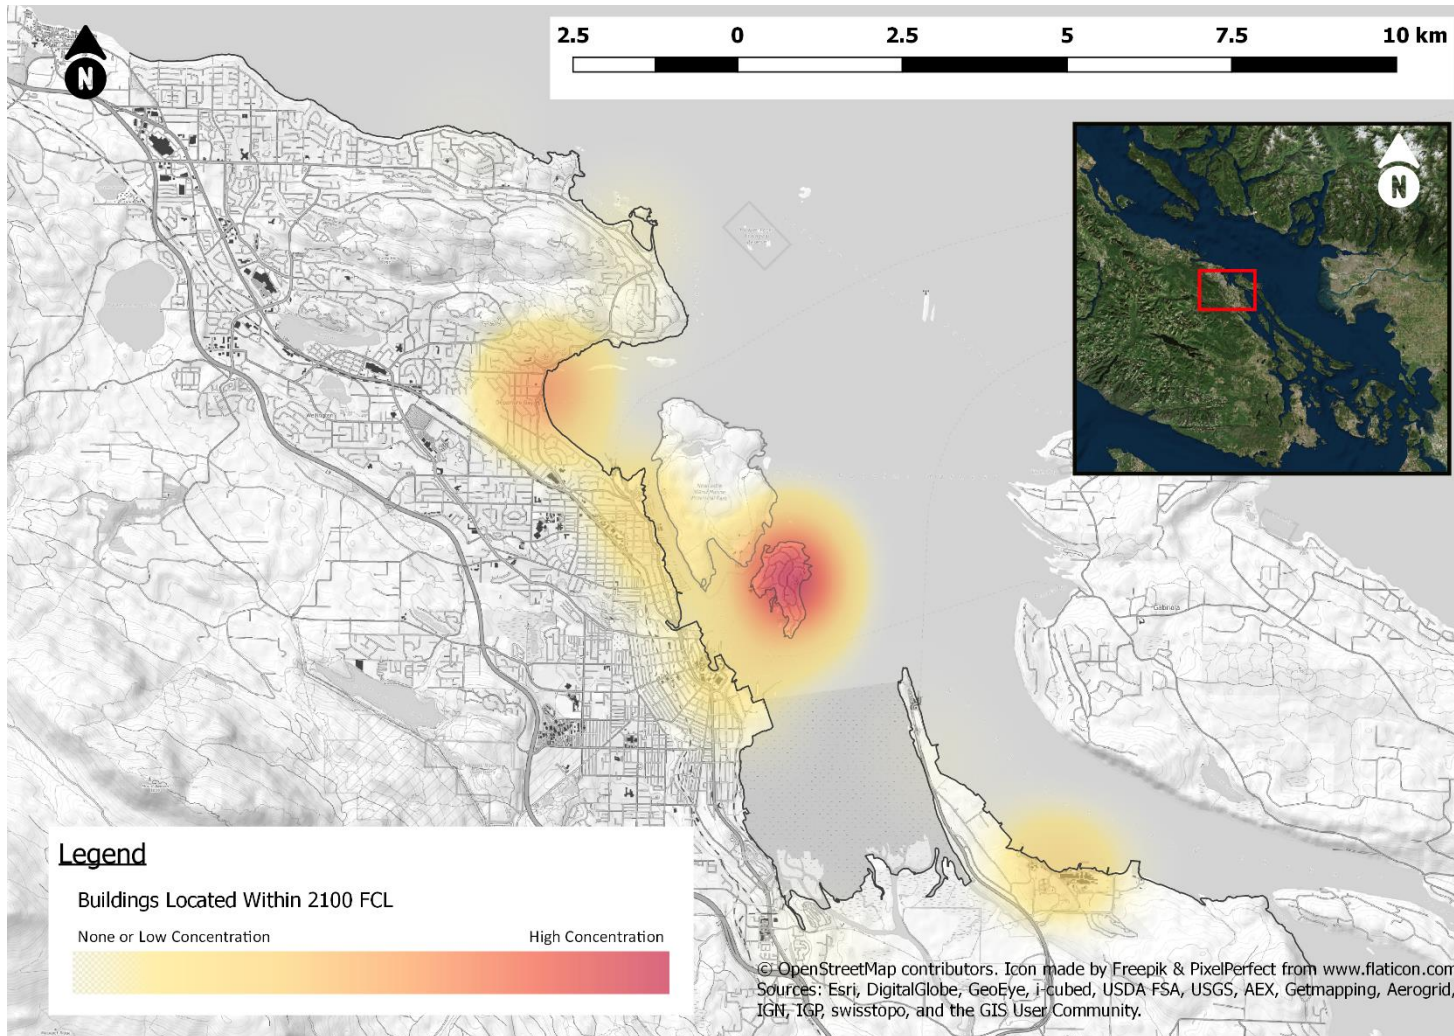 2.5 0 2.5 5 7.5 10 km
N
N
Gabriola
Legend
Buildings Located Within 2100 FCL
None or Low Concentration High Concentration
© OpenStreetMap contributors. Icon made by Freepik & PixelPerfect from www.flaticon.com
Sources: Esri, DigitalGlobe, GeoEye, i-cubed, USDA FSA, USGS, AEX, Getmapping, Aerogrid,
IGN, IGP, swisstopo, and the GIS User Community.